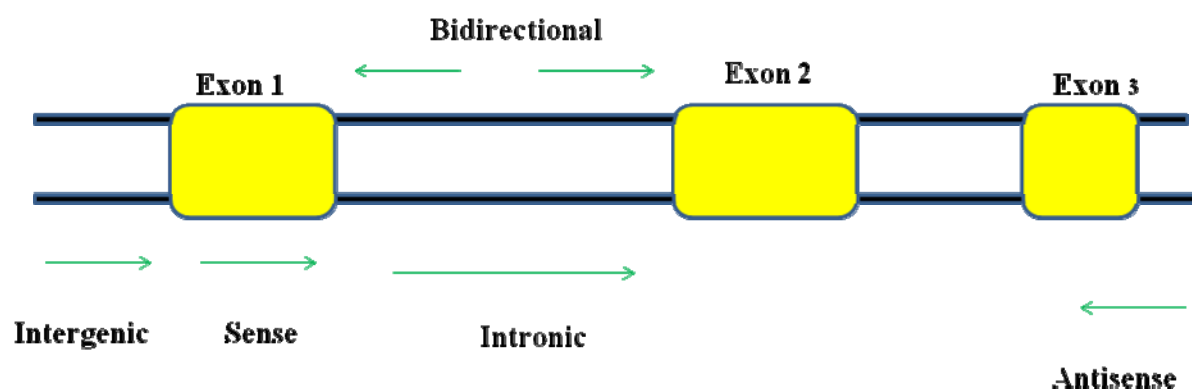 Bidirectional
Exon 1
Exon 2
Exon 3
Intergenic
Sense
Intronic
Antisense